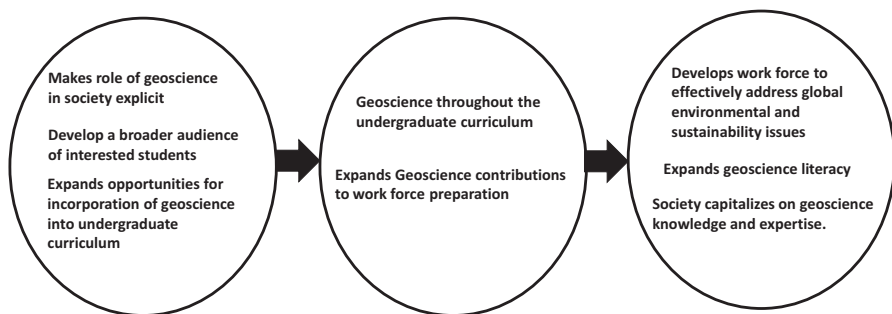 Makes role of geoscience
in society explicit
Develop a broader audience
of interested students
Expands opportunities for
incorporation of geoscience
into undergraduate
curriculum
Geoscience throughout the
undergraduate curriculum
Expands Geoscience contributions
to work force preparation
Develops work force to
effectively address global
environmental and
sustainability issues
Expands geoscience literacy
Society capitalizes on geoscience
knowledge and expertise.